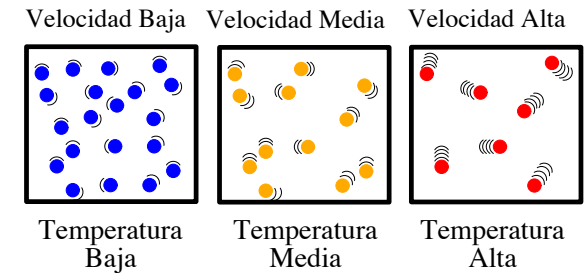 Velocidad Baja
Velocidad Media
Velocidad Alta
Temperatura
Baja
Temperatura
Media
Temperatura
Alta